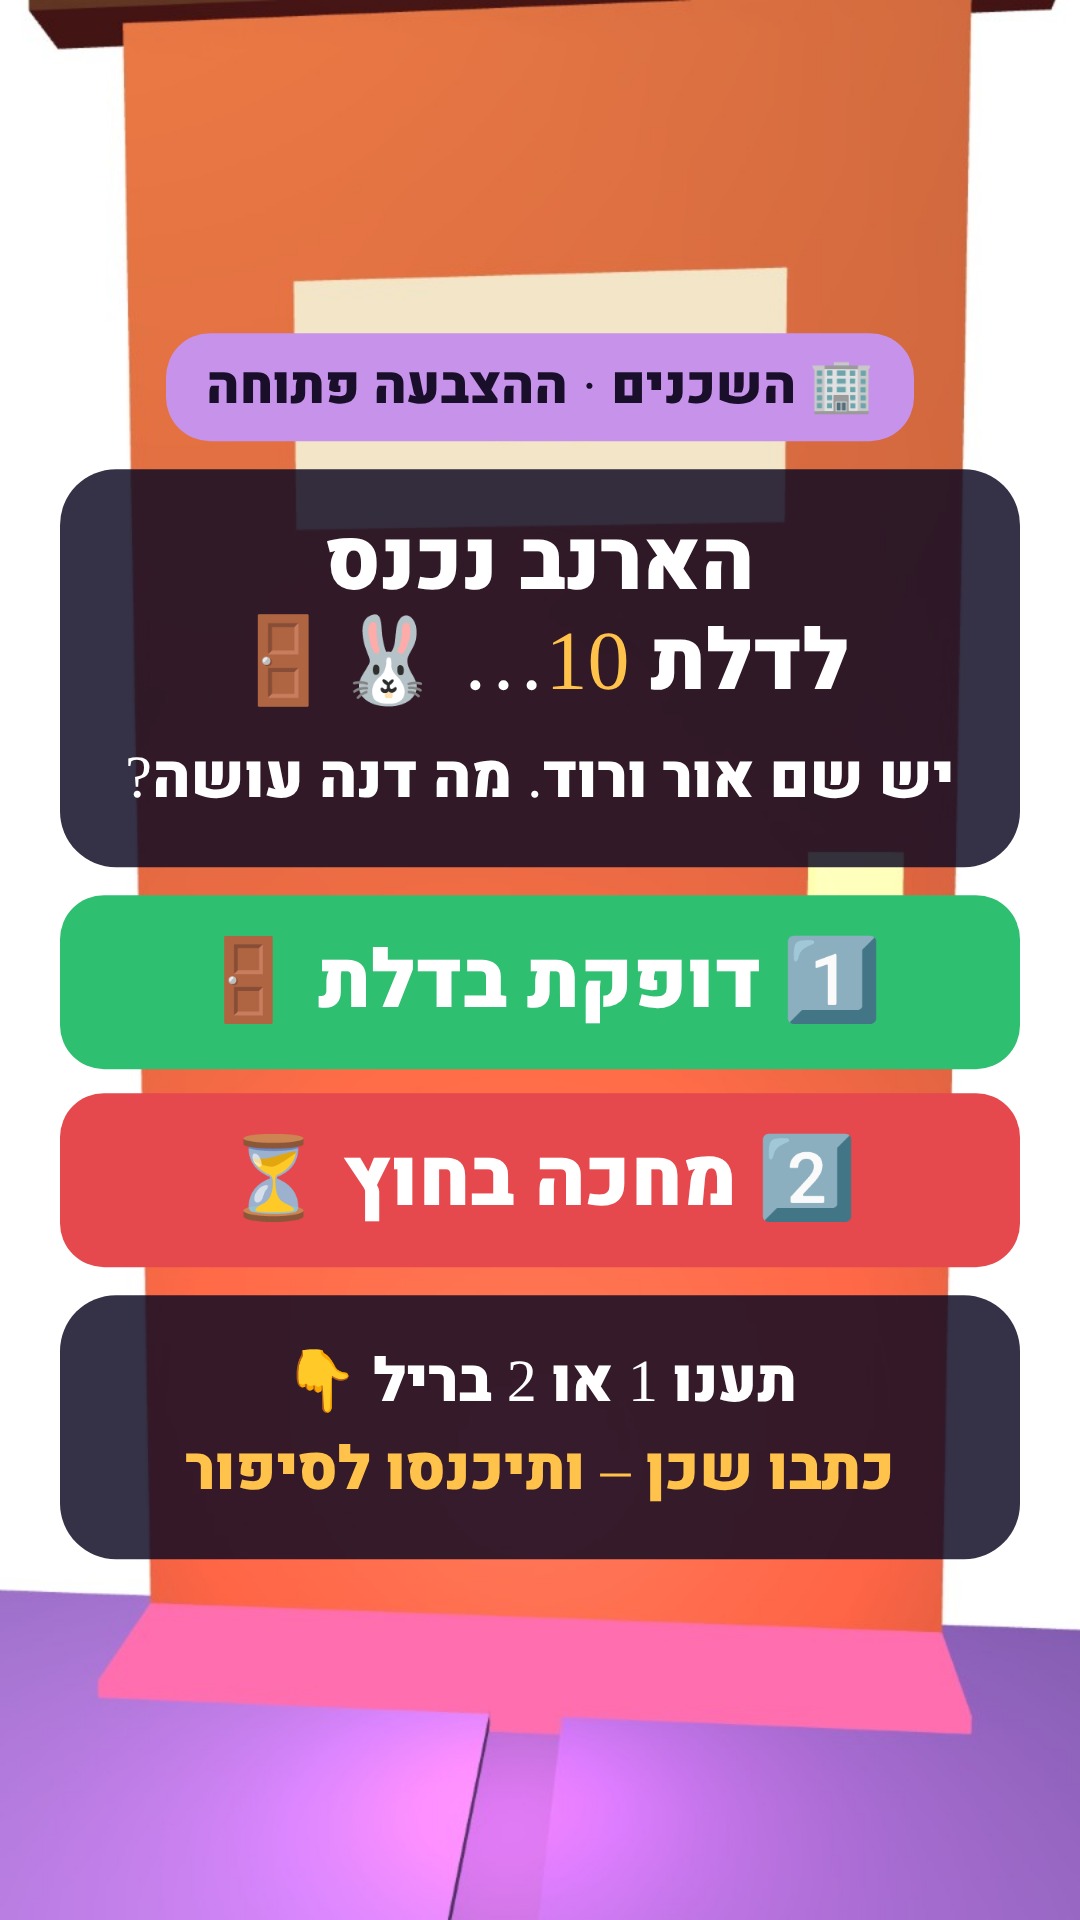 🏢 השכנים · ההצבעה פתוחה
הארנב נכנס
לדלת 10… 🐰 🚪
יש שם אור ורוד. מה דנה עושה?
1️⃣ דופקת בדלת 🚪
2️⃣ מחכה בחוץ ⏳
תענו 1 או 2 בריל 👇
כתבו שכן – ותיכנסו לסיפור